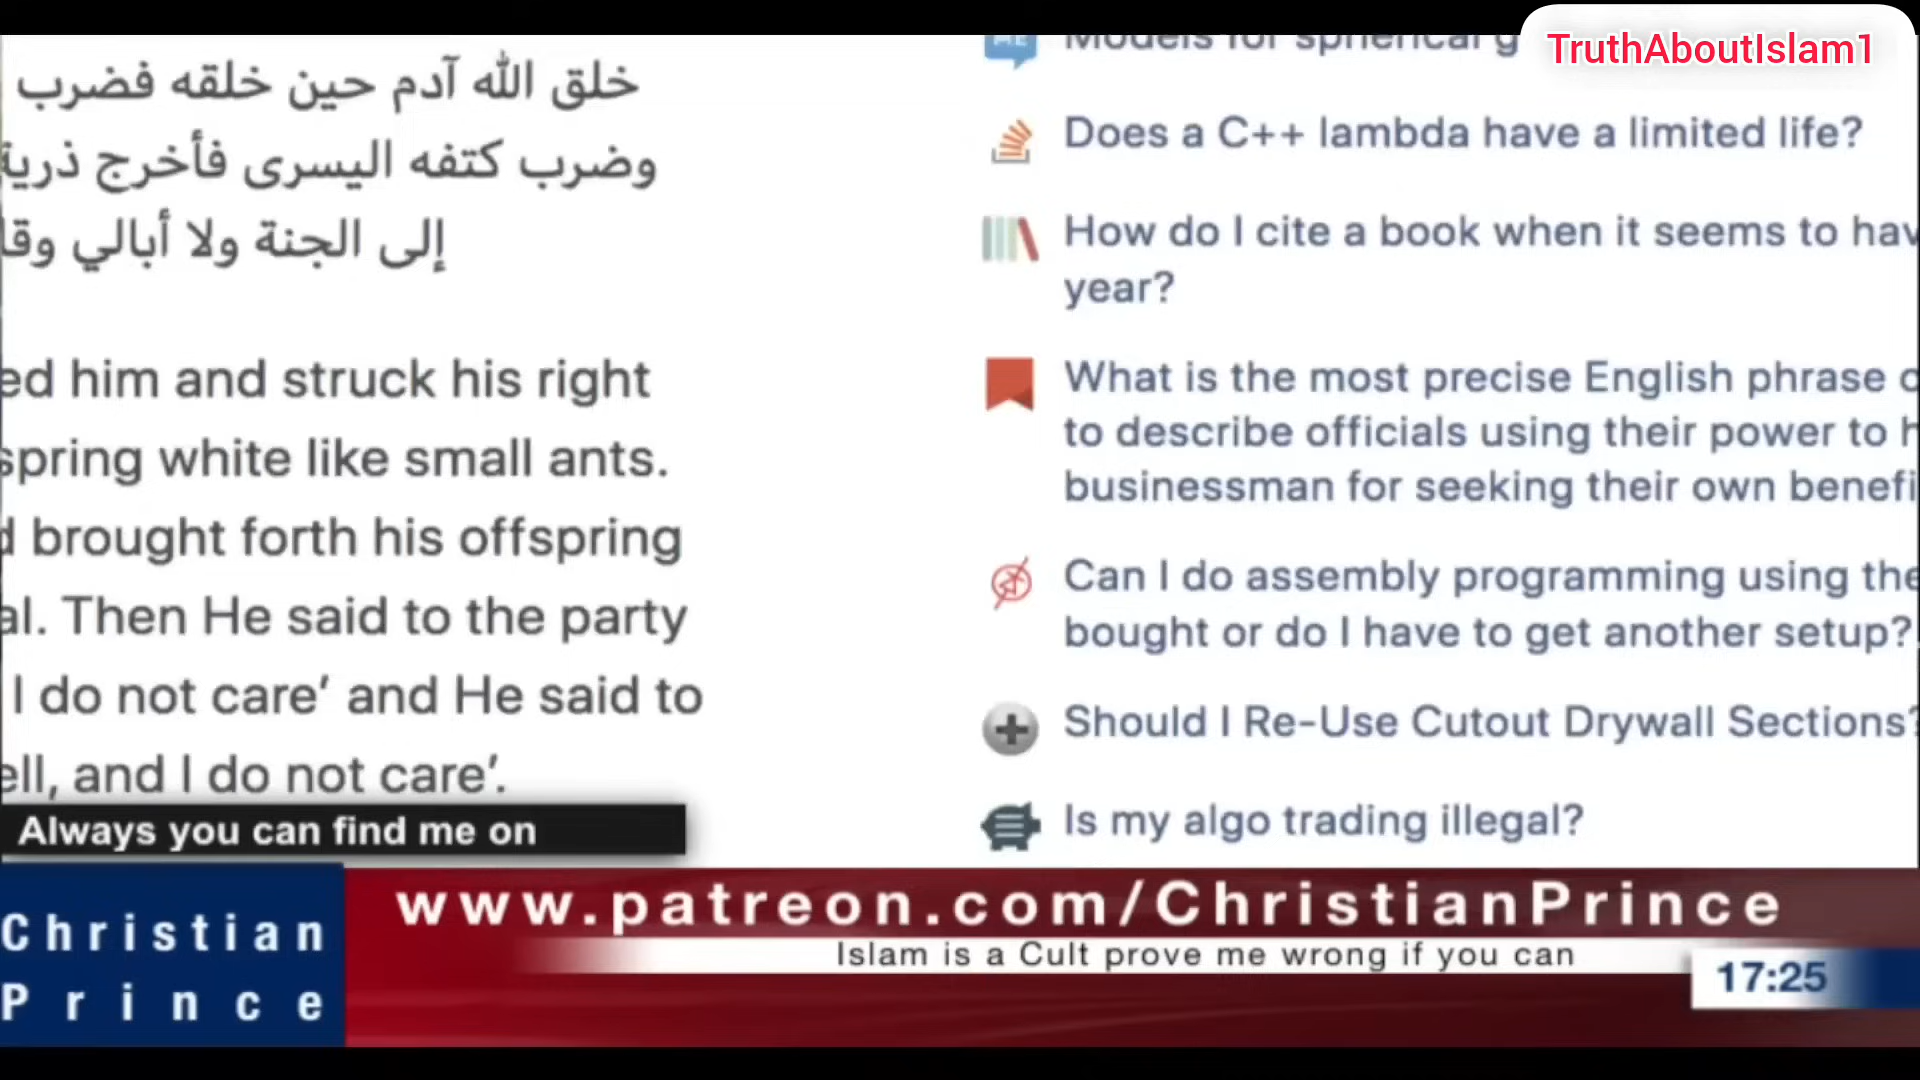 TruthAboutIslam1
خلق الله آدم حين خلقه فضرب
وضرب كتفه اليسرى فأخرج ذرية
إلى الجنة ولا أبالي
ed him and struck his right
spring white like small ants.
d brought forth his offspring
al. Then He said to the party
I do not care' and He said to
ell, and I do not care'.
Models for spherical g
Does a C++ lambda have a limited life?
How do I cite a book when it seems to hav
year?
What is the most precise English phrase
to describe officials using their power to h
businessman for seeking their own benefi
Can I do assembly programming using the
bought or do I have to get another setup?
Should I Re-Use Cutout Drywall Sections?
Is my algo trading illegal?
Always you can find me on
Christian
Prince
www.patreon.com/ChristianPrince
Islam is a Cult prove me wrong if you can
17:25